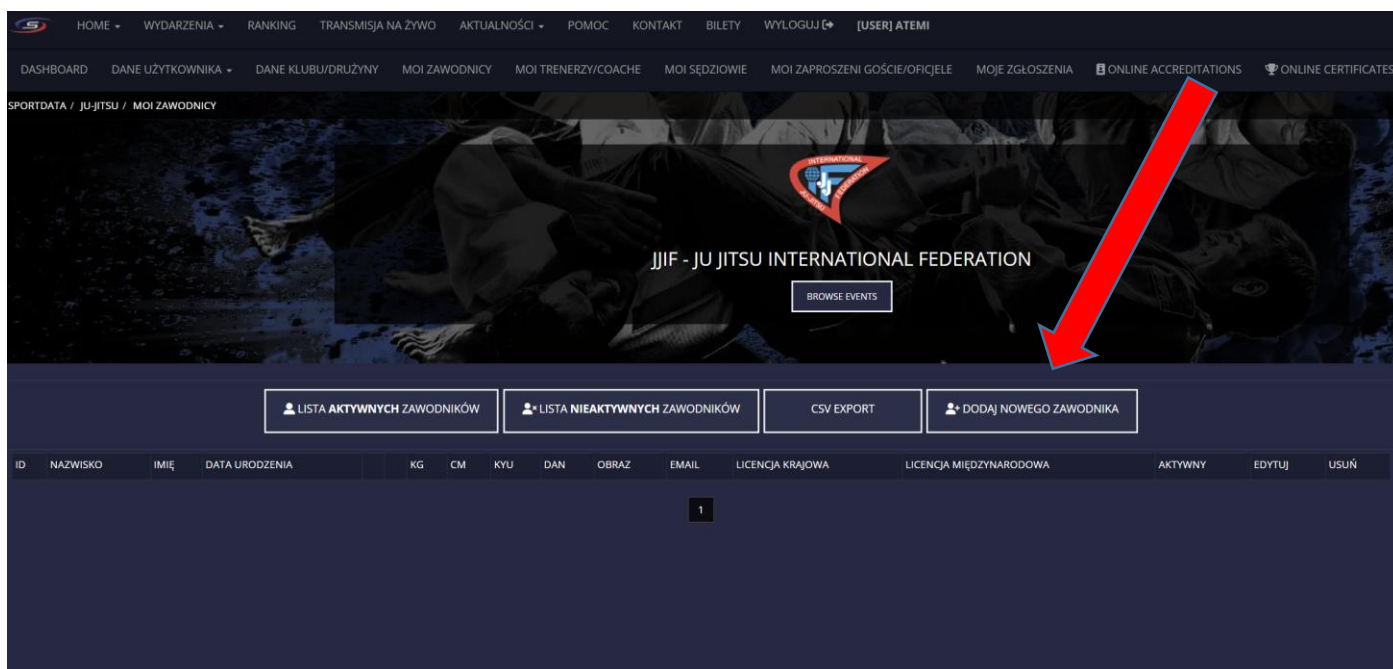 HOME WYDARZENIA RANKING TRANSMISJA NA ŻYWO AKTUALNOŚCI POMOC KONTAKT BILETY WYLOGUJ [USER] ATEMI
DASHBOARD DANE UŻYTKOWNIKA DANE KLUBU/DRUŻYNY MOI ZAWODNICY MOI TRENERZY/COACHE MOI SĘDZIOWIE MOI ZAPROSZENI GOŚCIE/OFICJELE MOJE ZGŁOSZENIA ONLINE ACCREDITATIONS ONLINE CERTIFICATES
SPORTDATA / JU-JITSU / MOI ZAWODNICY
INTERNATIONAL
JJIF
JU-JITSU FEDERATION
JJIF - JU JITSU INTERNATIONAL FEDERATION
BROWSE EVENTS
LISTA AKTYWNYCH ZAWODNIKÓW LISTA NIEAKTYWNYCH ZAWODNIKÓW CSV EXPORT DODAJ NOWEGO ZAWODNIKA
ID NAZWISKO IMIĘ DATA URODZENIA KG CM KYU DAN OBRAZ EMAIL LICENCJA KRAJOWA LICENCJA MIĘDZYNARODOWA AKTYWNY EDYTUJ USUŃ
1